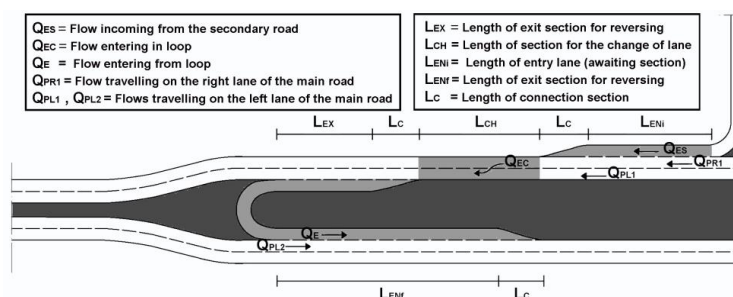 QES = Flow incoming from the secondary road
QEC = Flow entering in loop
QE = Flow entering from loop
QPR1 = Flow travelling on the right lane of the main road
QPL1 , QPL2 = Flows travelling on the left lane of the main road
LEX = Length of exit section for reversing
LCH = Length of section for the change of lane
LENi = Length of entry lane (awaiting section)
LENf = Length of exit section for reversing
LC = Length of connection section
LEX LC LCH LC LENi
QES
QEC QPR1
QPL1
QE
QPL2
LENf LC